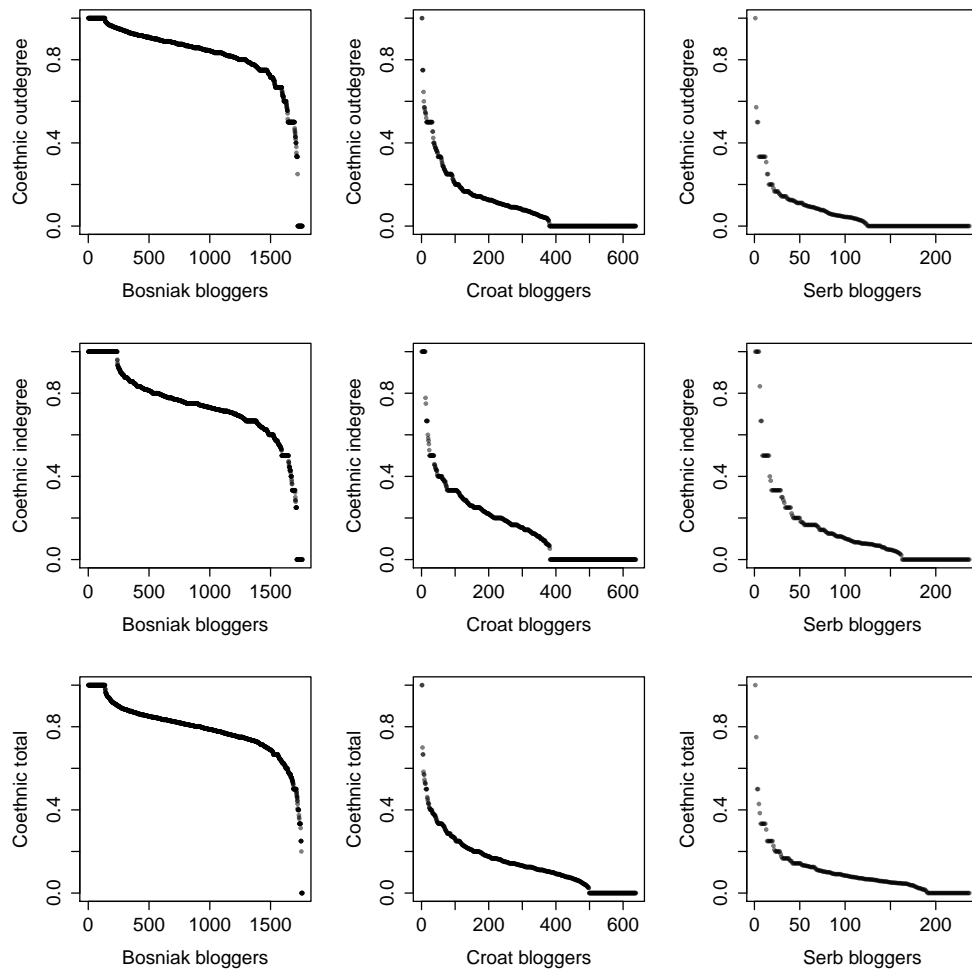 Coethnic outdegree
0.0 0.4 0.8
0 500 1000 1500
Bosniak bloggers
Coethnic outdegree
0.0 0.4 0.8
0 200 400 600
Croat bloggers
Coethnic outdegree
0.0 0.4 0.8
0 50 100 200
Serb bloggers
Coethnic indegree
0.0 0.4 0.8
0 500 1000 1500
Bosniak bloggers
Coethnic indegree
0.0 0.4 0.8
0 200 400 600
Croat bloggers
Coethnic indegree
0.0 0.4 0.8
0 50 100 200
Serb bloggers
Coethnic total
0.0 0.4 0.8
0 500 1000 1500
Bosniak bloggers
Coethnic total
0.0 0.4 0.8
0 200 400 600
Croat bloggers
Coethnic total
0.0 0.4 0.8
0 50 100 200
Serb bloggers